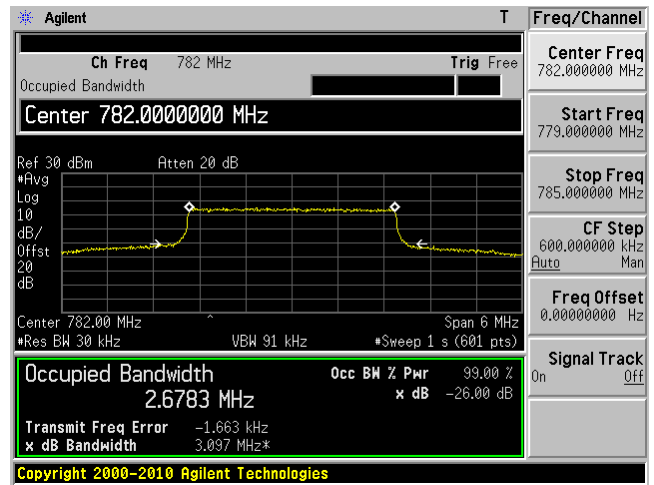 Agilent T Freq/Channel
Ch Freq 782 MHz Trig Free
Occupied Bandwidth
Center 782.0000000 MHz
Ref 30 dBm Atten 20 dB
#Avg
Log
10
dB/
Offst
20
dB
Center 782.00 MHz ^ Span 6 MHz
#Res BW 30 kHz VBW 91 kHz #Sweep 1 s (601 pts)
Occupied Bandwidth Occ BW % Pwr 99.00 %
2.6783 MHz x dB -26.00 dB
Transmit Freq Error -1.663 kHz
x dB Bandwidth 3.097 MHz*
Copyright 2000-2010 Agilent Technologies
Center Freq
782.000000 MHz
Start Freq
779.000000 MHz
Stop Freq
785.000000 MHz
CF Step
600.000000 kHz
Auto Man
Freq Offset
0.00000000 Hz
Signal Track
On Off